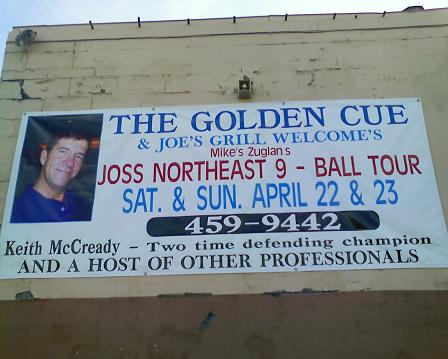 THE GOLDEN CUE
& JOE'S GRILL WELCOME'S
Mike's Zuglan s
JOSS NORTHEAST 9 - BALL TOUR
SAT. & SUN. APRIL 22 & 23
459-9442
Keith McCready - Two time defending champion
AND A HOST OF OTHER PROFESSIONALS